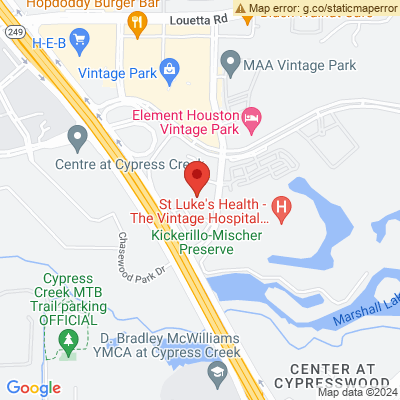 Hopdoddy Burger Bar
Louetta Rd
Map error: g.co/staticmaperror
H-E-B
249
Vintage Park
MAA Vintage Park
Element Houston
Vintage Park
Centre at Cypress Creek
St Luke's Health -
The Vintage Hospital...
Kickerillo-Mischer
Preserve
Chasewood Park Dr
Cypress
Creek MTB
Trail parking
OFFICIAL
Marshall Lake
D. Bradley McWilliams
YMCA at Cypress Creek
CENTER AT
CYPRESSWOOD
Google
Map data ©2024